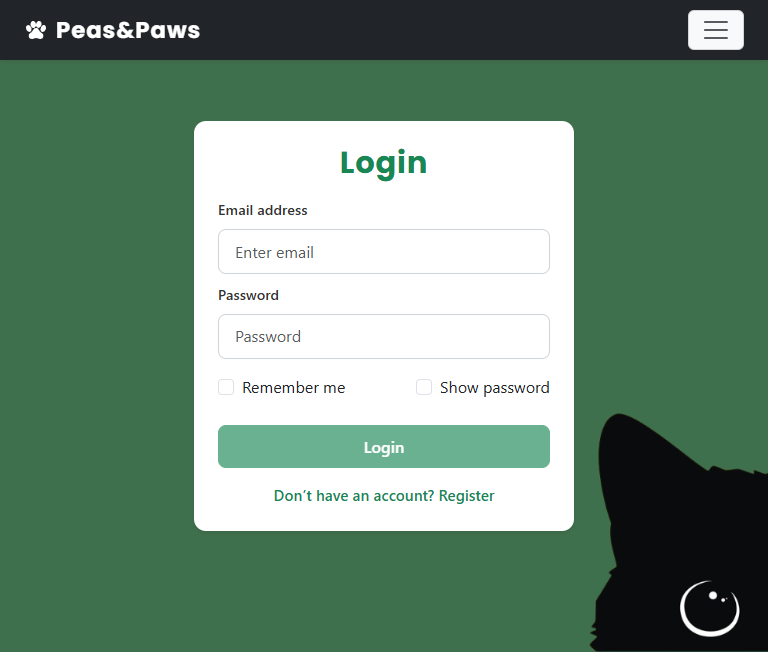 Peas&Paws
Login
Email address
Enter email
Password
Password
Remember me Show password
Login
Don’t have an account? Register